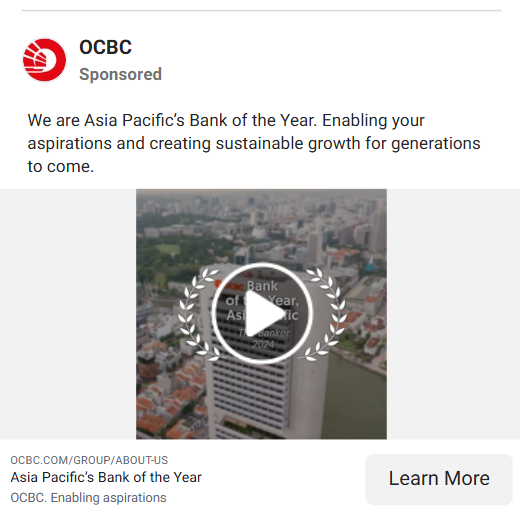 OCBC
Sponsored
We are Asia Pacific’s Bank of the Year. Enabling your
aspirations and creating sustainable growth for generations
to come.
Bank
of the Year,
Asia Pacific
The Banker
2024
OCBC.COM/GROUP/ABOUT-US
Asia Pacific’s Bank of the Year
OCBC. Enabling aspirations
Learn More